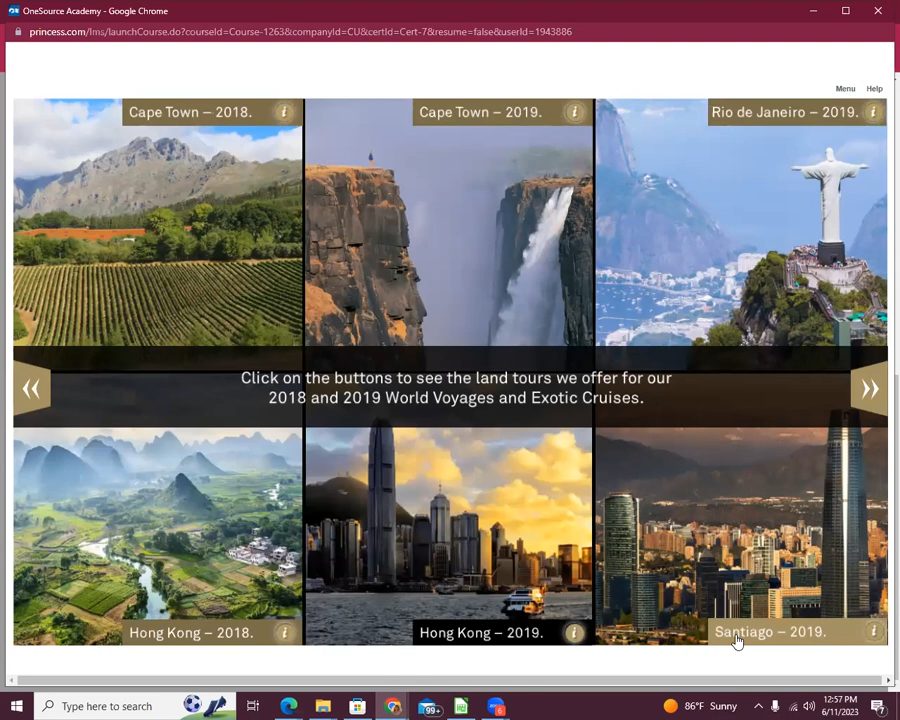 OneSource Academy - Google Chrome
princess.com/lms/launchCourse.do?courseId=Course-1263&companyId=CU&certId=Cert-7&resume=false&userId=1943886
Menu Help
Cape Town – 2018. i
Cape Town – 2019. i
Rio de Janeiro – 2019. i
Click on the buttons to see the land tours we offer for our
2018 and 2019 World Voyages and Exotic Cruises.
Hong Kong – 2018. i
Hong Kong – 2019. i
Santiago – 2019. i
Type here to search
99+
6
86°F Sunny
12:57 PM
6/11/2023
7